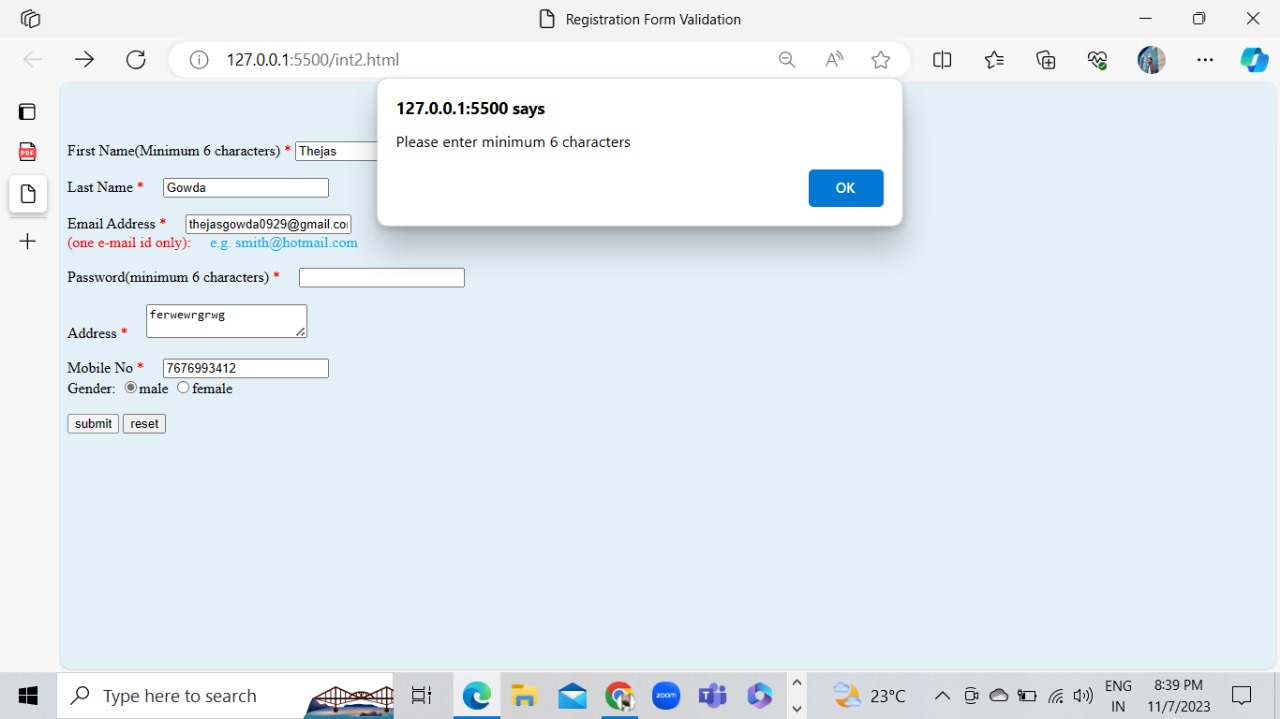 Registration Form Validation
127.0.0.1:5500/int2.html
127.0.0.1:5500 says
Please enter minimum 6 characters
OK
PDF
First Name(Minimum 6 characters) * Thejas
Last Name * Gowda
Email Address * thejasgowda0929@gmail.co
(one e-mail id only): e.g. smith@hotmail.com
Password(minimum 6 characters) *
ferwewrgrwg
Address *
Mobile No * 7676993412
Gender: male female
submit reset
Type here to search
zoom
23°C
ENG
IN
8:39 PM
11/7/2023